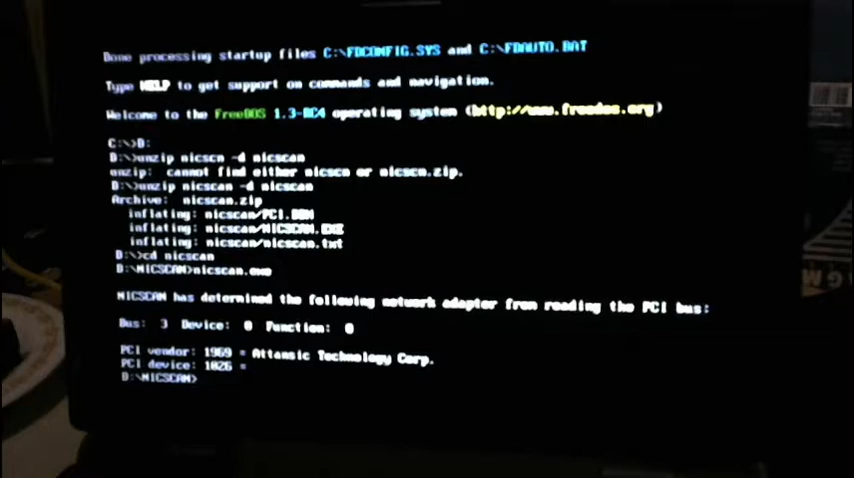 Done processing startup files C:\FDCONFIG.SYS and C:\FDAUTO.BAT
Type HELP to get support on commands and navigation.
Welcome to the FreeDOS 1.3-RC4 operating system (http://www.freedos.org)
C:\>D:
D:\>unzip nicscn -d nicscan
unzip:  cannot find either nicscn or nicscn.zip.
D:\>unzip nicscan -d nicscan
Archive:  nicscan.zip
inflating: nicscan/PCI.DBM
inflating: nicscan/NICSCAN.EXE
inflating: nicscan/nicscan.txt
D:\>cd nicscan
D:\NICSCAN>nicscan.exe
NICSCAN has determined the following network adapter from reading the PCI bus:
Bus:  3  Device:  0  Function:  0
PCI vendor: 1969 = Attansic Technology Corp.
PCI device: 1026 =
D:\NICSCAN>